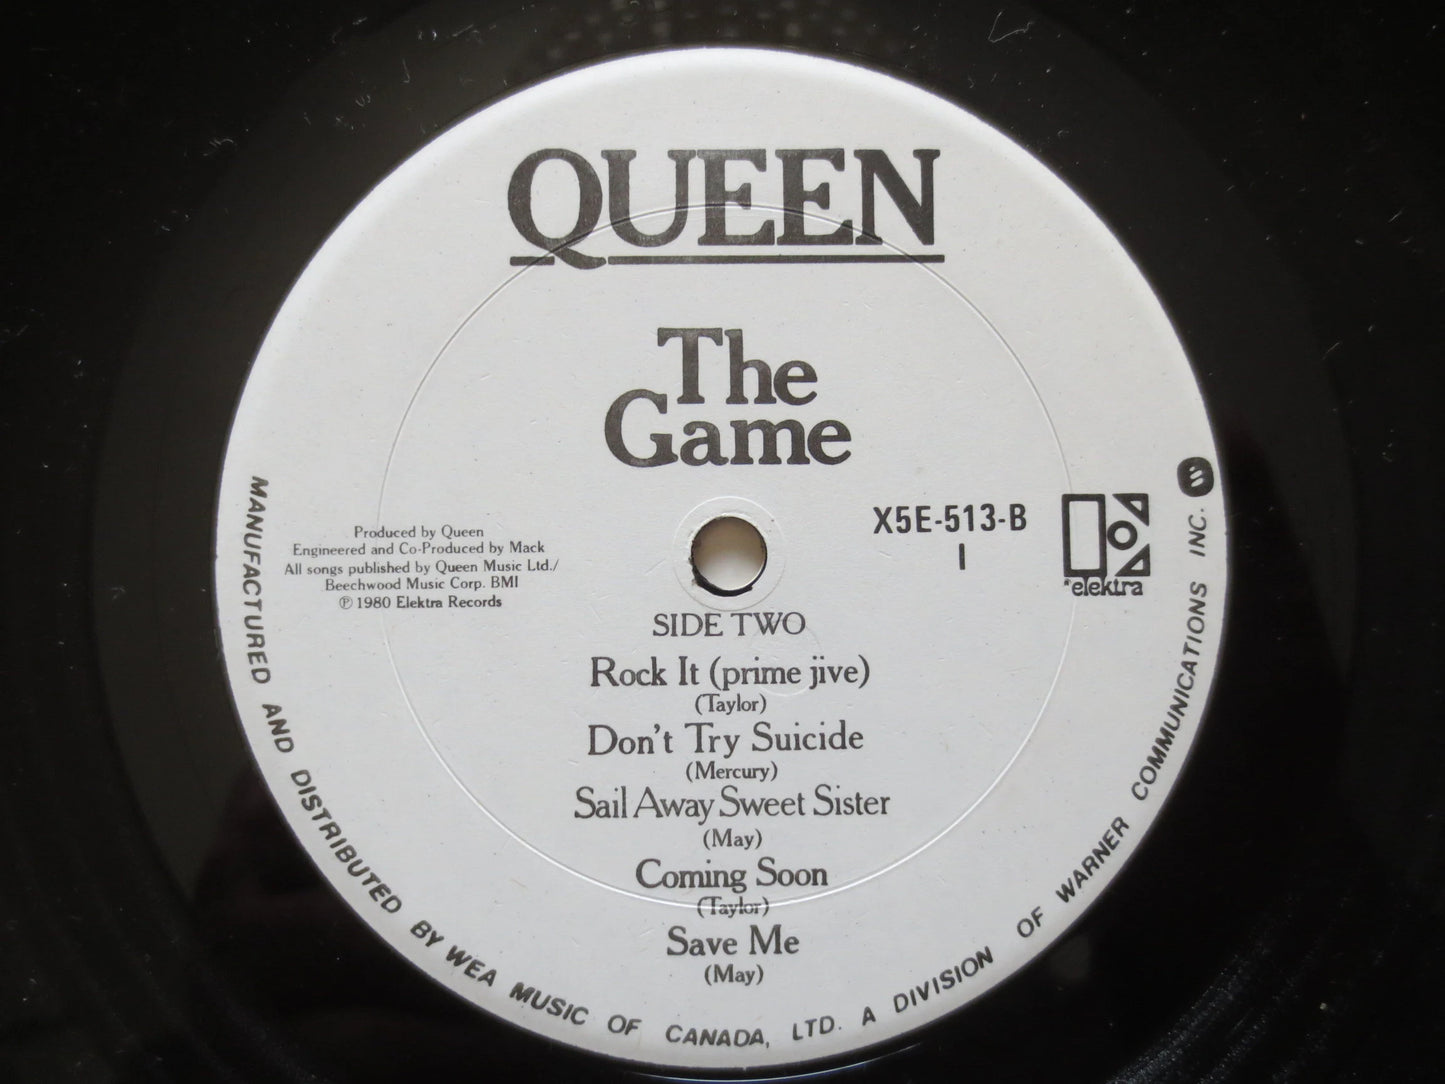 QUEEN
The
Game
Produced by Queen
Engineered and Co-Produced by Mack
All songs published by Queen Music Ltd./
Beechwood Music Corp. BMI
℗ 1980 Elektra Records
X5E-513-B
I
elektra
SIDE TWO
Rock It (prime jive)
(Taylor)
Don't Try Suicide
(Mercury)
Sail Away Sweet Sister
(May)
Coming Soon
(Taylor)
Save Me
(May)
MANUFACTURED AND DISTRIBUTED BY WEA MUSIC OF CANADA, LTD. A DIVISION OF WARNER COMMUNICATIONS INC.